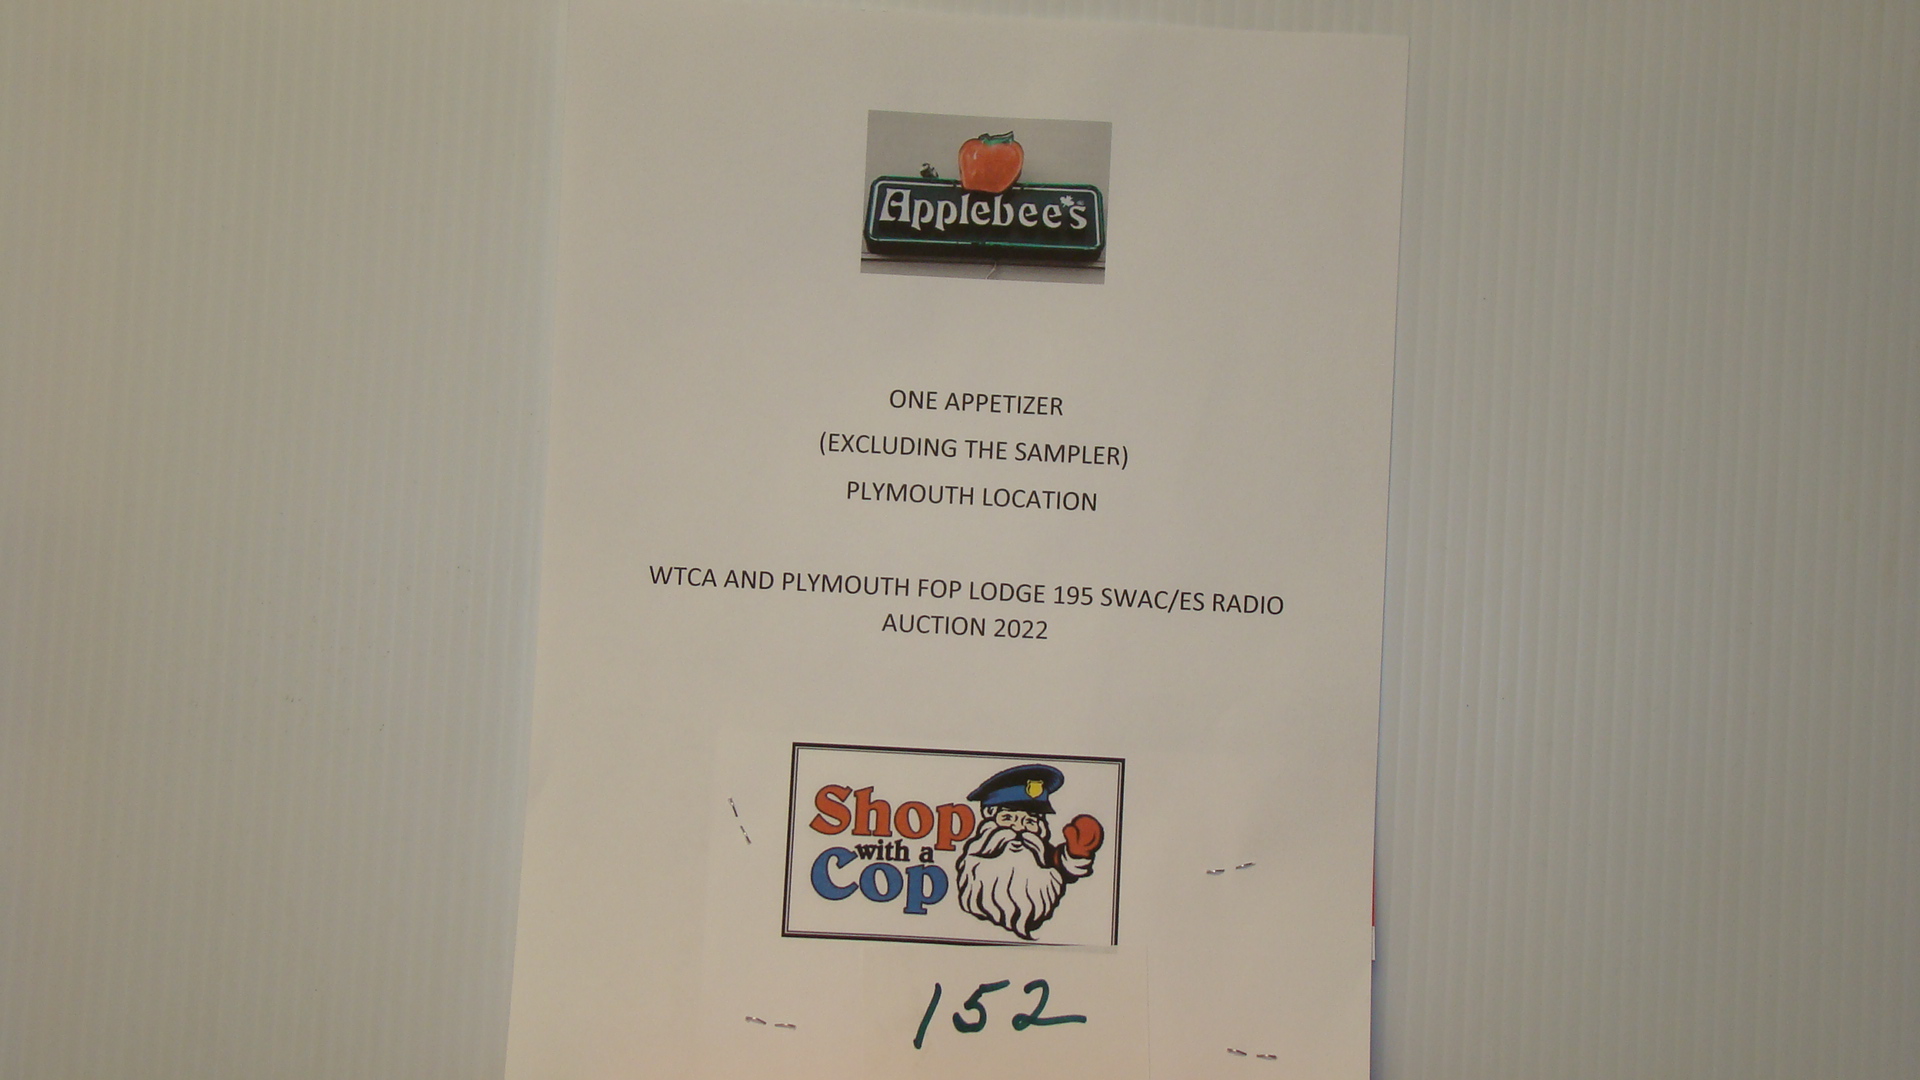 Applebee's
ONE APPETIZER
(EXCLUDING THE SAMPLER)
PLYMOUTH LOCATION
WTCA AND PLYMOUTH FOP LODGE 195 SWAC/ES RADIO
AUCTION 2022
Shop
with a
Cop
152